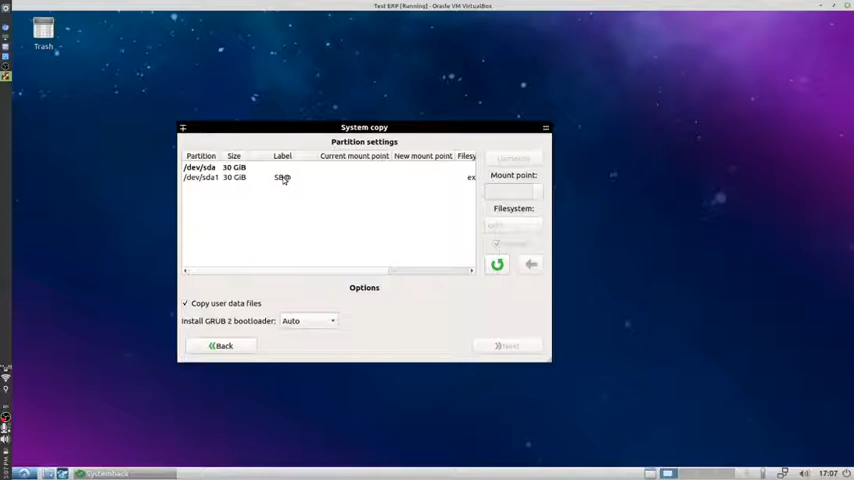 Test ERP [Running] - Oracle VM VirtualBox
Trash
System copy
Partition settings
Partition Size Label Current mount point New mount point Filesy
/dev/sda 30 GiB
/dev/sda1 30 GiB ex
Mount point:
Filesystem:
Options
Copy user data files
Install GRUB 2 bootloader: Auto
Back
Next
Systemback
17:07